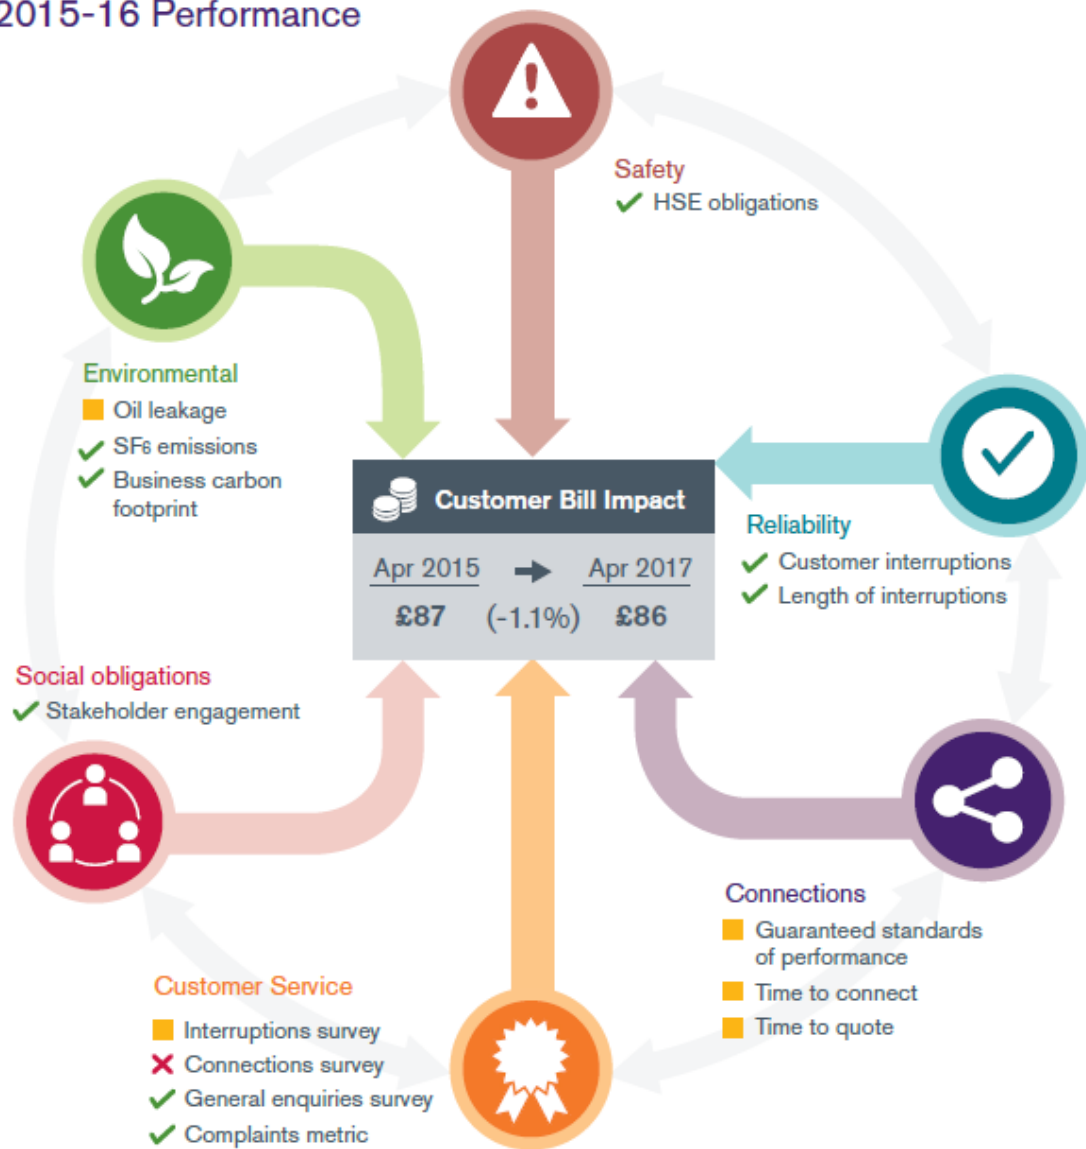 2015-16 Performance
Safety
HSE obligations
Environmental
Oil leakage
SF6 emissions
Business carbon
footprint
Customer Bill Impact
Apr 2015
Apr 2017
£87
(-1.1%)
£86
Reliability
Customer interruptions
Length of interruptions
Social obligations
Stakeholder engagement
Connections
Guaranteed standards
of performance
Time to connect
Time to quote
Customer Service
Interruptions survey
Connections survey
General enquiries survey
Complaints metric